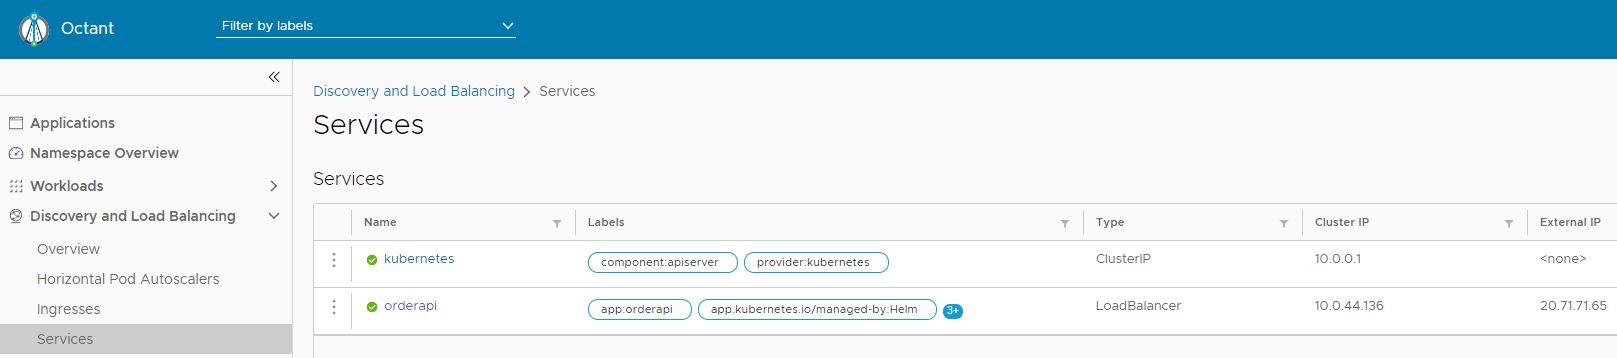 Octant
Filter by labels
Applications
Namespace Overview
Workloads
Discovery and Load Balancing
Overview
Horizontal Pod Autoscalers
Ingresses
Services
Discovery and Load Balancing > Services
Services
Services
Name Labels Type Cluster IP External IP
kubernetes component:apiserver provider:kubernetes ClusterIP 10.0.0.1 <none>
orderapi app:orderapi app.kubernetes.io/managed-by:Helm 3+ LoadBalancer 10.0.44.136 20.71.71.65